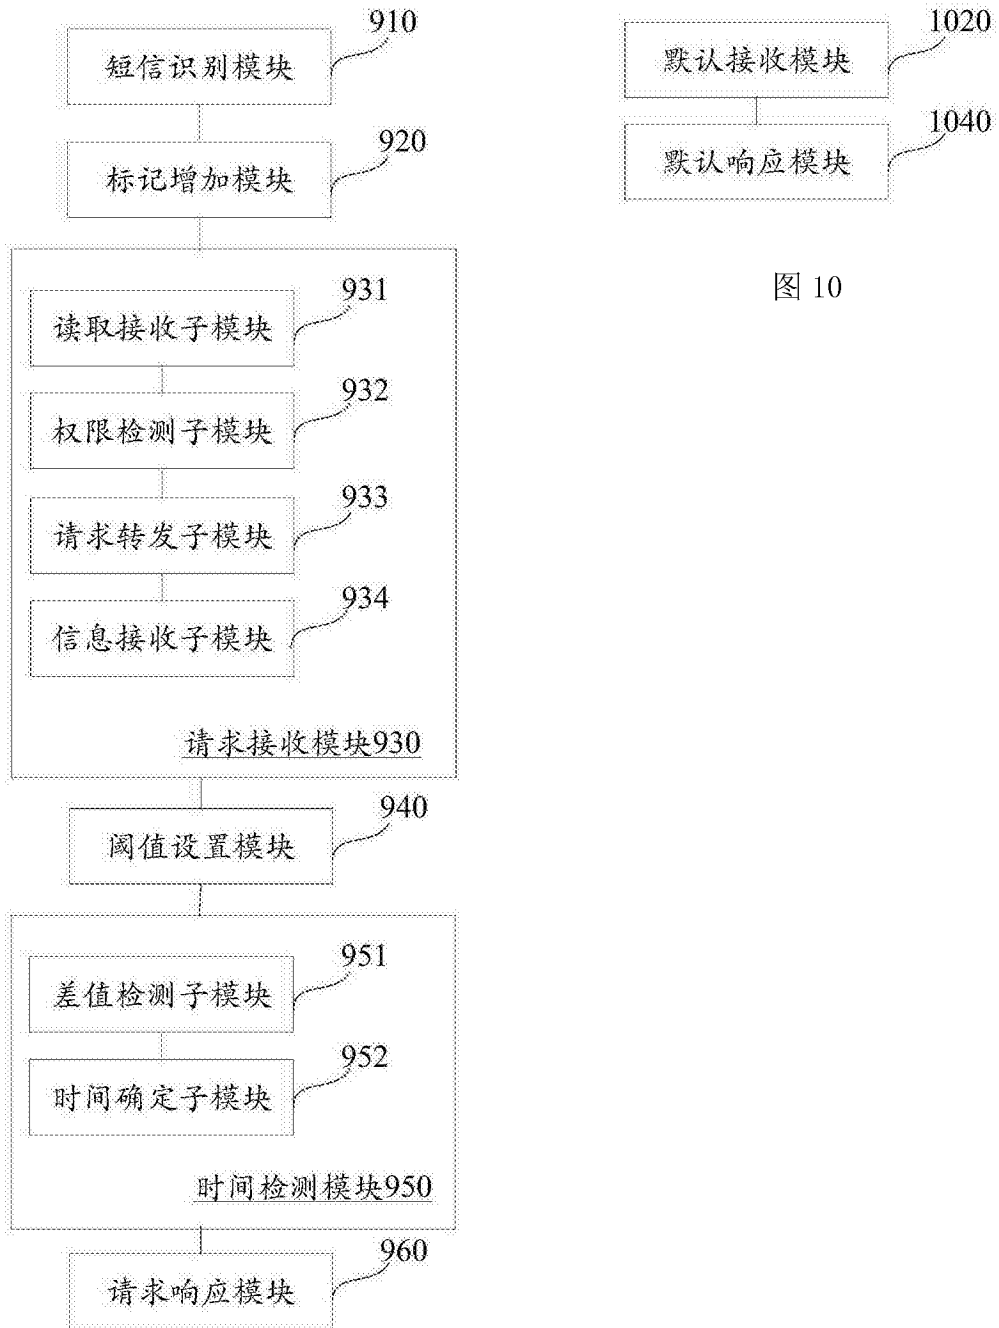 910
短信识别模块
920
标记增加模块
931
读取接收子模块
932
权限检测子模块
933
请求转发子模块
934
信息接收子模块
请求接收模块930
940
阈值设置模块
951
差值检测子模块
952
时间确定子模块
时间检测模块950
960
请求响应模块
1020
默认接收模块
1040
默认响应模块
图 10